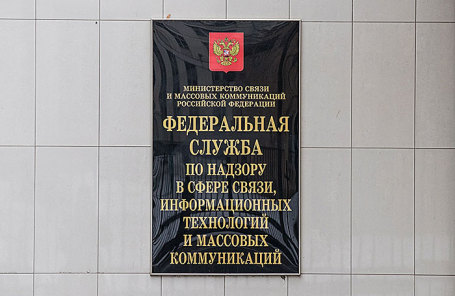 МИНИСТЕРСТВО СВЯЗИ
И МАССОВЫХ КОММУНИКАЦИЙ
РОССИЙСКОЙ ФЕДЕРАЦИИ
ФЕДЕРАЛЬНАЯ
СЛУЖБА
ПО НАДЗОРУ
В СФЕРЕ СВЯЗИ,
ИНФОРМАЦИОННЫХ
ТЕХНОЛОГИЙ
И МАССОВЫХ
КОММУНИКАЦИЙ